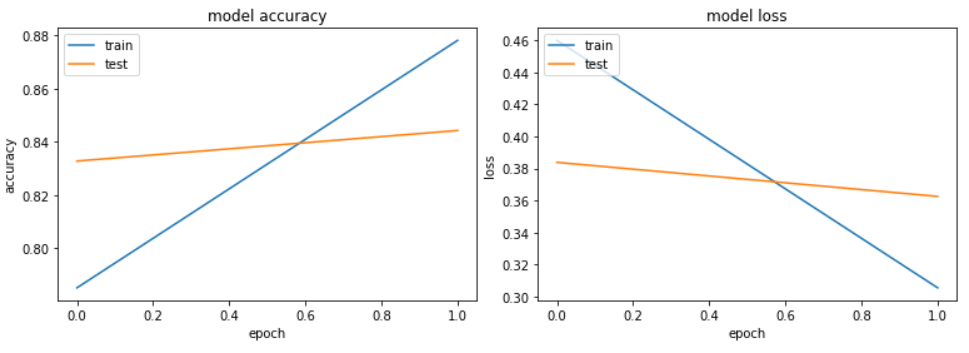 model accuracy
train
test
0.88
0.86
0.84
0.82
0.80
accuracy
0.0 0.2 0.4 0.6 0.8 1.0
epoch
model loss
train
test
0.46
0.44
0.42
0.40
0.38
0.36
0.34
0.32
0.30
loss
0.0 0.2 0.4 0.6 0.8 1.0
epoch